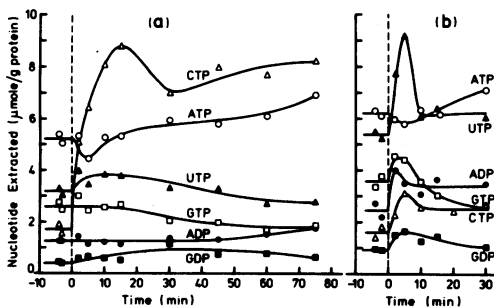 (a)
(b)
Nucleotide Extracted (μmole/g protein)
8
6
4
2
0
CTP
ATP
UTP
GTP
ADP
GDP
-10 0 10 20 30 40 50 60 70 80
Time (min)
ATP
UTP
ADP
GTP
CTP
GDP
-10 0 10 20 30
Time (min)